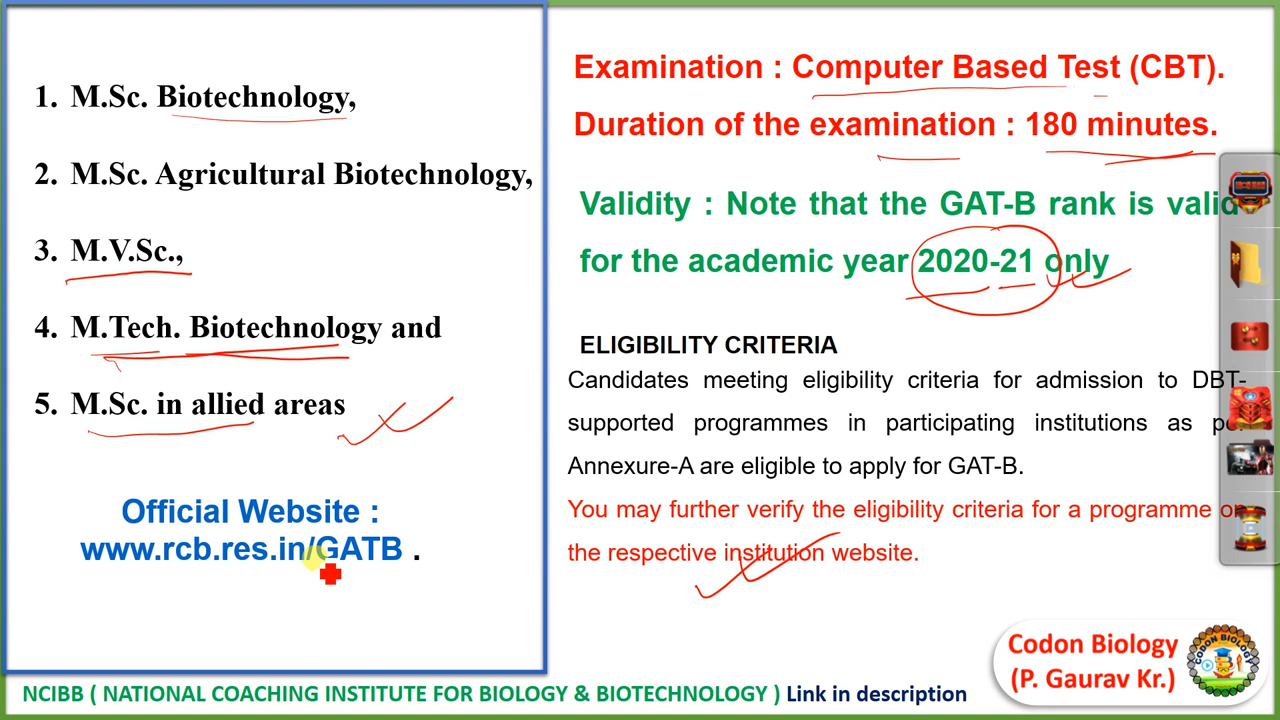 1. M.Sc. Biotechnology,
2. M.Sc. Agricultural Biotechnology,
3. M.V.Sc.,
4. M.Tech. Biotechnology and
5. M.Sc. in allied areas
Official Website :
www.rcb.res.in/GATB .
Examination : Computer Based Test (CBT).
Duration of the examination : 180 minutes.
Validity : Note that the GAT-B rank is valid
for the academic year 2020-21 only
ELIGIBILITY CRITERIA
Candidates meeting eligibility criteria for admission to DBT-
supported programmes in participating institutions as per
Annexure-A are eligible to apply for GAT-B.
You may further verify the eligibility criteria for a programme on
the respective institution website.
Codon Biology
(P. Gaurav Kr.)
CODON BIOLOGY
NCIBB ( NATIONAL COACHING INSTITUTE FOR BIOLOGY & BIOTECHNOLOGY ) Link in description